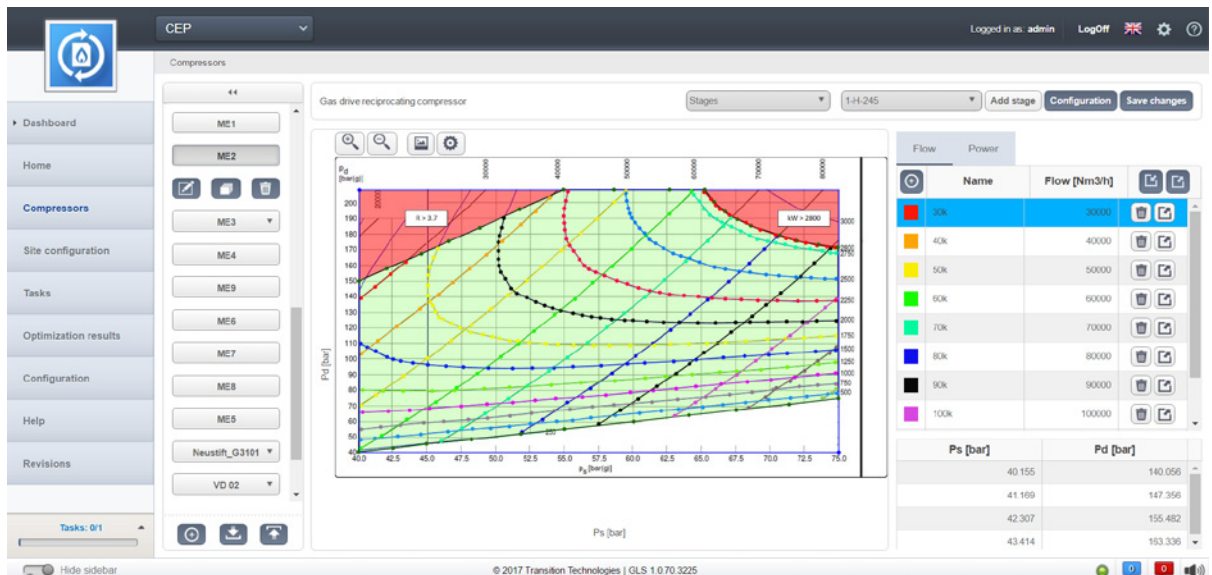 CEP
Logged in as: admin LogOff
Compressors
Dashboard
Home
Compressors
Site configuration
Tasks
Optimization results
Configuration
Help
Revisions
Tasks: 0/1
Hide sidebar
ME1
ME2
ME3
ME4
ME9
ME6
ME7
ME8
ME5
Neustift_G3101
VD 02
Gas drive reciprocating compressor
Stages
1-H-245
Add stage
Configuration
Save changes
Pd
[bar(g)]
20000
30000
40000
50000
60000
70000
80000
R > 3.7
kW > 2800
200
190
180
170
160
150
140
130
120
110
100
90
80
70
60
50
40
3000
2800
2750
2500
2250
2000
1750
1500
1250
1000
750
500
250
40.0 42.5 45.0 47.5 50.0 52.5 55.0 57.5 60.0 62.5 65.0 67.5 70.0 72.5 75.0
Ps [bar(g)]
Pd [bar]
Ps [bar]
Flow Power
Name Flow [Nm3/h]
30k 30000
40k 40000
50k 50000
60k 60000
70k 70000
80k 80000
90k 90000
100k 100000
Ps [bar] Pd [bar]
40.155 140.056
41.169 147.356
42.307 155.482
43.414 163.336
© 2017 Transition Technologies | GLS 1.0.70.3225
0 0